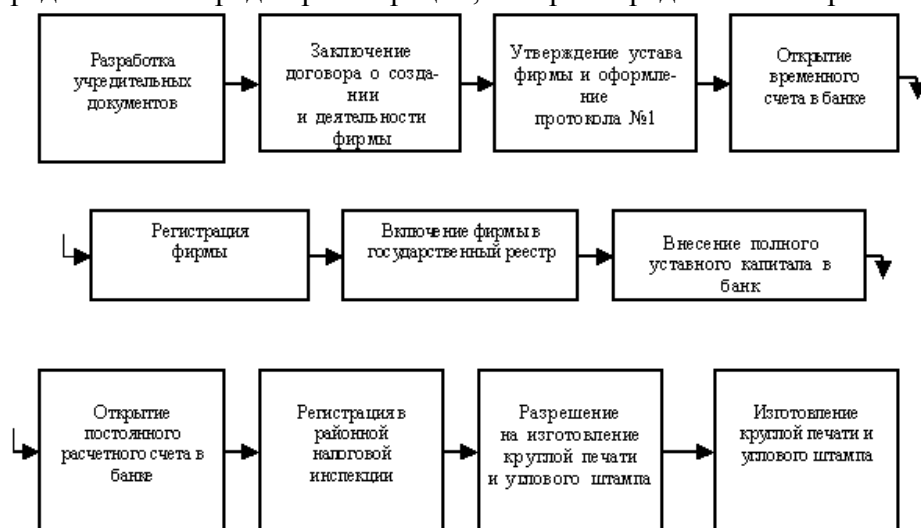 Разработка
учредительных
документов
Заключение
договора о созда-
нии
и деятельности
фирмы
Утверждение устава
фирмы и оформле-
ние
протокола №1
Открытие
временного
счета в банке
Регистрация
фирмы
Включение фирмы в
государственный реестр
Внесение полного
уставного капитала в
банк
Открытие
постоянного
расчетного счета в
банке
Регистрация в
районной
налоговой
инспекции
Разрешение
на изготовление
круглой печати
и углового штампа
Изготовление
круглой печати и
углового штампа